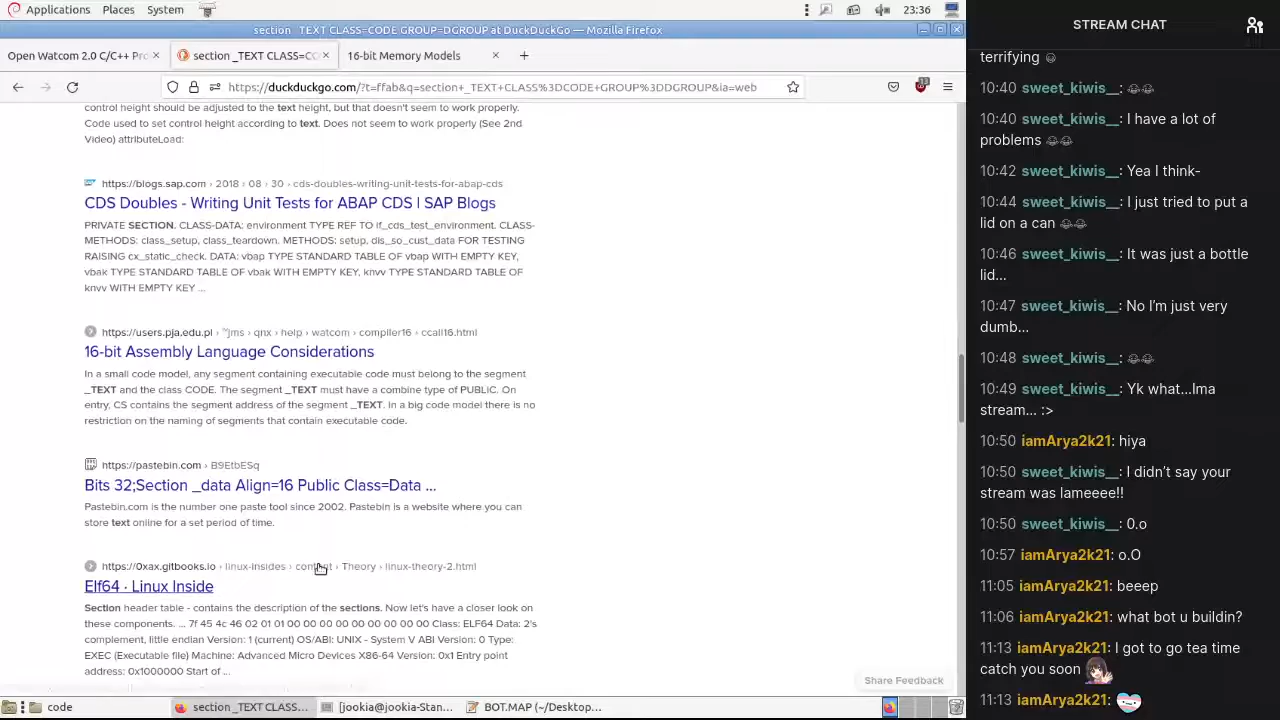 Applications Places System 23:36
section _TEXT CLASS=CODE GROUP=DGROUP at DuckDuckGo — Mozilla Firefox
Open Watcom 2.0 C/C++ Pro
section _TEXT CLASS=CO
16-bit Memory Models
https://duckduckgo.com/?t=ffab&q=section+_TEXT+CLASS%3DCODE+GROUP%3DDGROUP&ia=web
control height should be adjusted to the text height, but that doesn't seem to work properly.
Code used to set control height according to text. Does not seem to work properly (See 2nd
Video) attributeLoad:
https://blogs.sap.com › 2018 › 08 › 30 › cds-doubles-writing-unit-tests-for-abap-cds
CDS Doubles - Writing Unit Tests for ABAP CDS | SAP Blogs
PRIVATE SECTION. CLASS-DATA: environment TYPE REF TO if_cds_test_environment. CLASS-
METHODS: class_setup, class_teardown. METHODS: setup, dis_so_cust_data FOR TESTING
RAISING cx_static_check. DATA: vbap TYPE STANDARD TABLE OF vbap WITH EMPTY KEY,
vbak TYPE STANDARD TABLE OF vbak WITH EMPTY KEY, knvv TYPE STANDARD TABLE OF
knvv WITH EMPTY KEY ...
https://users.pja.edu.pl › ~jms › qnx › help › watcom › compiler16 › ccall16.html
16-bit Assembly Language Considerations
In a small code model, any segment containing executable code must belong to the segment
_TEXT and the class CODE. The segment _TEXT must have a combine type of PUBLIC. On
entry, CS contains the segment address of the segment _TEXT. In a big code model there is no
restriction on the naming of segments that contain executable code.
https://pastebin.com › B9EtbESq
Bits 32;Section _data Align=16 Public Class=Data ...
Pastebin.com is the number one paste tool since 2002. Pastebin is a website where you can
store text online for a set period of time.
https://0xax.gitbooks.io › linux-insides › content › Theory › linux-theory-2.html
Elf64 · Linux Inside
Section header table - contains the description of the sections. Now let's have a closer look on
these components. ... 7f 45 4c 46 02 01 01 00 00 00 00 00 00 00 00 00 Class: ELF64 Data: 2's
complement, little endian Version: 1 (current) OS/ABI: UNIX - System V ABI Version: 0 Type:
EXEC (Executable file) Machine: Advanced Micro Devices X86-64 Version: 0x1 Entry point
address: 0x1000000 Start of ...
Share Feedback
code
section _TEXT CLASS...
[jorkia@jorkia-Stan...
BOT.MAP (~/Desktop...
STREAM CHAT
terrifying
10:40 sweet_kiwis__:
10:40 sweet_kiwis__: I have a lot of
problems
10:42 sweet_kiwis__: Yea I think-
10:44 sweet_kiwis__: I just tried to put a
lid on a can
10:46 sweet_kiwis__: It was just a bottle
lid...
10:47 sweet_kiwis__: No I'm just very
dumb...
10:48 sweet_kiwis__:
10:49 sweet_kiwis__: Yk what...Ima
stream... :>
10:50 iamArya2k21: hiya
10:50 sweet_kiwis__: I didn't say your
stream was lameeee!!
10:50 sweet_kiwis__: 0.o
10:57 iamArya2k21: o.O
11:05 iamArya2k21: beeep
11:06 iamArya2k21: what bot u buildin?
11:13 iamArya2k21: I got to go tea time
catch you soon
11:13 iamArya2k21: